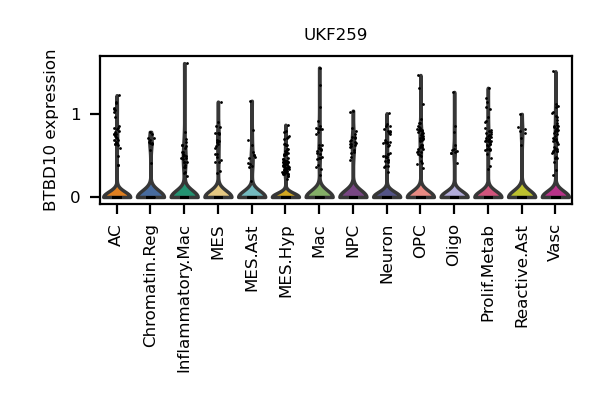 UKF259
BTBD10 expression
1
0
AC
Chromatin.Reg
Inflammatory.Mac
MES
MES.Ast
MES.Hyp
Mac
NPC
Neuron
OPC
Oligo
Prolif.Metab
Reactive.Ast
Vasc